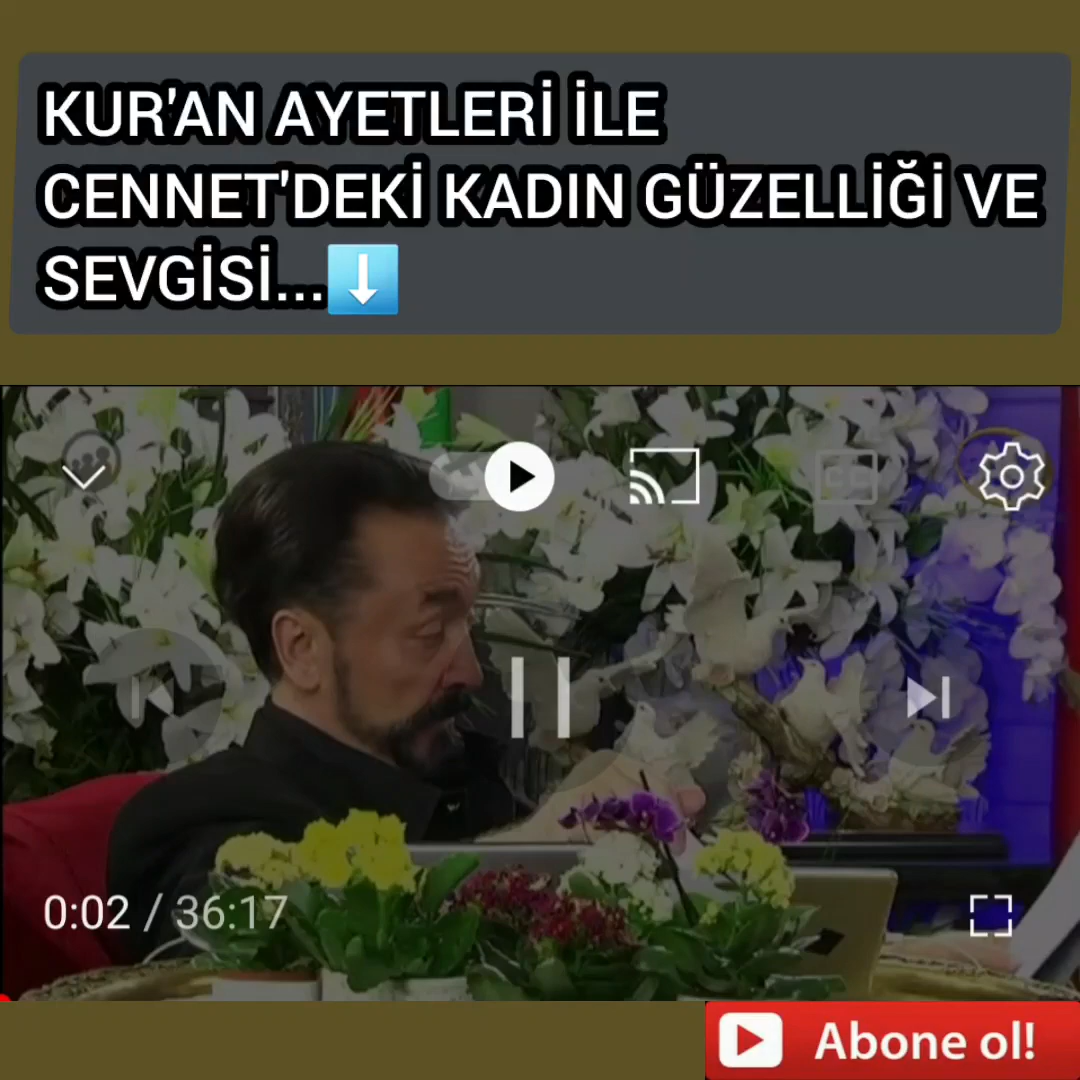 KUR'AN AYETLERİ İLE
CENNET'DEKİ KADIN GÜZELLİĞİ VE
SEVGİSİ...⬇️
0:02 / 36:17
Abone ol!